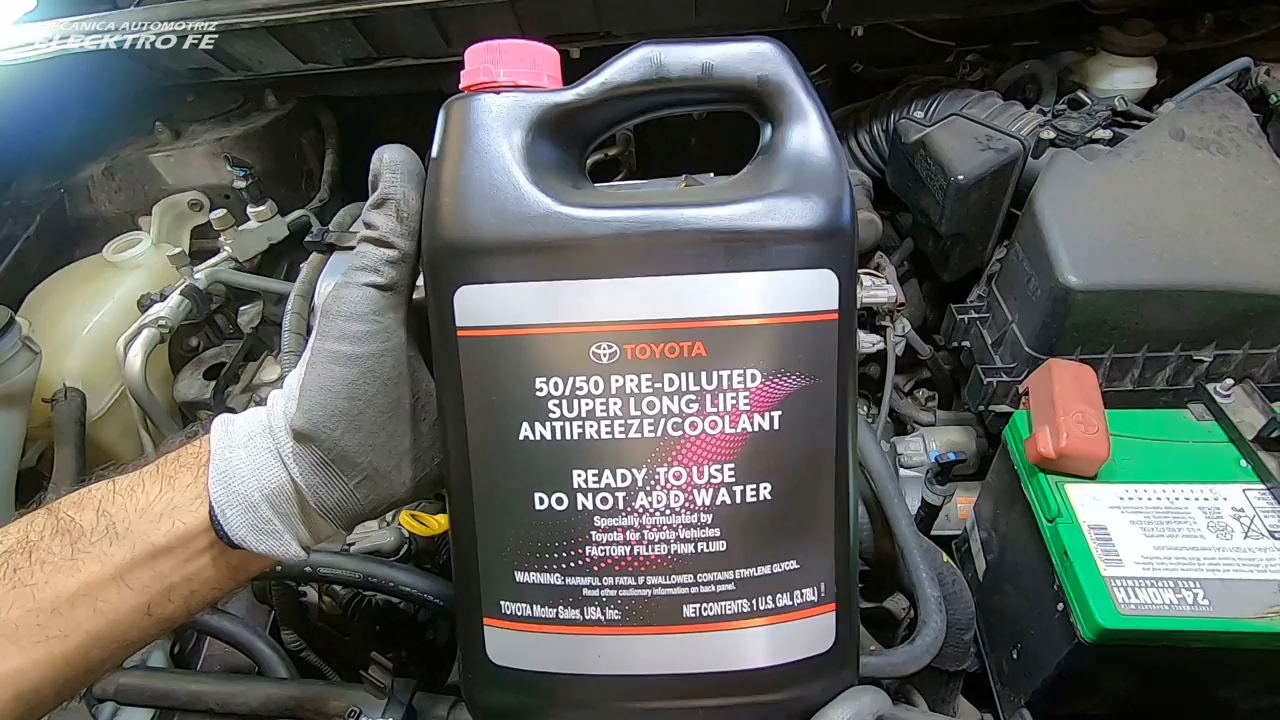 MECANICA AUTOMOTRIZ
ELECKTRO FE
TOYOTA
50/50 PRE-DILUTED
SUPER LONG LIFE
ANTIFREEZE/COOLANT
READY TO USE
DO NOT ADD WATER
Specially formulated by
Toyota for Toyota Vehicles
FACTORY FILLED PINK FLUID
WARNING: HARMFUL OR FATAL IF SWALLOWED. CONTAINS ETHYLENE GLYCOL.
Read other cautionary information on back panel.
TOYOTA Motor Sales, USA, Inc.
NET CONTENTS: 1 U.S. GAL (3.78L)
24-MONTH